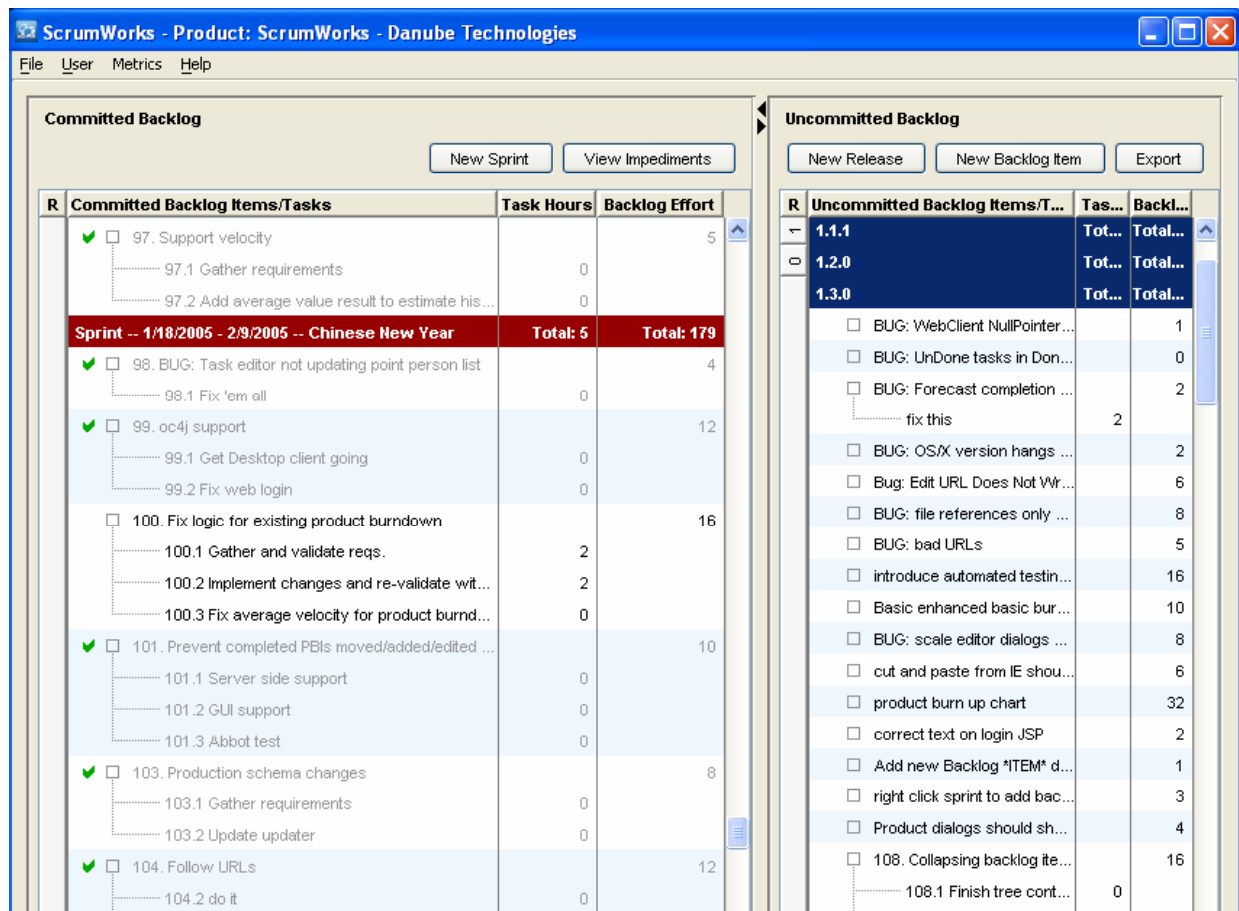 ScrumWorks - Product: ScrumWorks - Danube Technologies
File User Metrics Help
Committed Backlog
New Sprint View Impediments
R Committed Backlog Items/Tasks Task Hours Backlog Effort
97. Support velocity 5
97.1 Gather requirements 0
97.2 Add average value result to estimate his... 0
Sprint -- 1/18/2005 - 2/9/2005 -- Chinese New Year Total: 5 Total: 179
98. BUG: Task editor not updating point person list 4
98.1 Fix 'em all 0
99. oc4j support 12
99.1 Get Desktop client going 0
99.2 Fix web login 0
100. Fix logic for existing product burndown 16
100.1 Gather and validate reqs. 2
100.2 Implement changes and re-validate wit... 2
100.3 Fix average velocity for product burnd... 0
101. Prevent completed PBIs moved/added/edited ... 10
101.1 Server side support 0
101.2 GUI support 0
101.3 Abbot test 0
103. Production schema changes 8
103.1 Gather requirements 0
103.2 Update updater 0
104. Follow URLs 12
104.2 do it 0
Uncommitted Backlog
New Release New Backlog Item Export
R Uncommitted Backlog Items/T... Tas... Backl...
1 1.1.1 Tot... Total...
0 1.2.0 Tot... Total...
1.3.0 Tot... Total...
BUG: WebClient NullPointer... 1
BUG: UnDone tasks in Don... 0
BUG: Forecast completion ... 2
fix this 2
BUG: OS/X version hangs ... 2
Bug: Edit URL Does Not Wr... 6
BUG: file references only ... 8
BUG: bad URLs 5
introduce automated testin... 16
Basic enhanced basic bur... 10
BUG: scale editor dialogs ... 8
cut and paste from IE shou... 6
product burn up chart 32
correct text on login JSP 2
Add new Backlog *ITEM* d... 1
right click sprint to add bac... 3
Product dialogs should sh... 4
108. Collapsing backlog ite... 16
108.1 Finish tree cont... 0